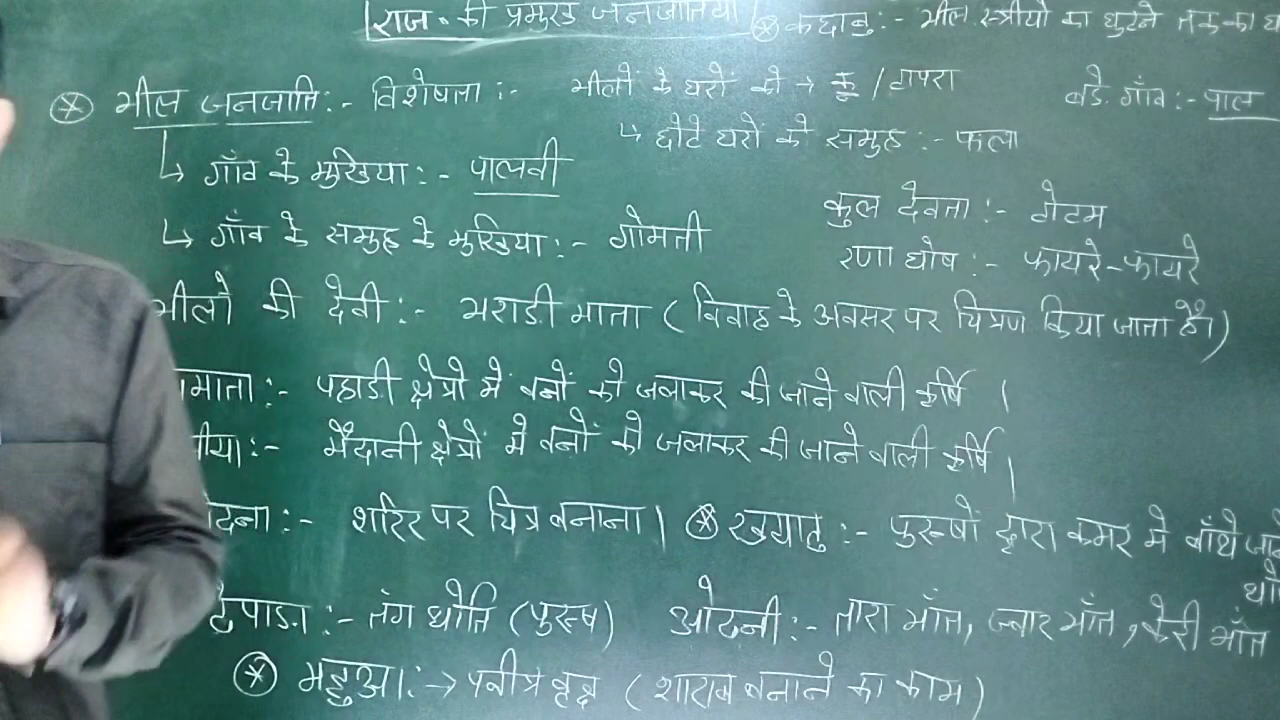 राज. की प्रमुख जनजातिया
⊛ कछाबु :- भील स्त्रीयो का घुटने तक का
⊛ भील जनजाति :- विशेषता :- भीलों के घरों को → कू / टापरा
बडे. गाँव :- पाल
↳ छोटे घरों के समुह :- फला
↳ गाँव के मुखिया :- पालवी
कुल देवता :- टोटम
↳ गाँव के समुह के मुखिया :- गोमती
रणा घोष :- फायरे-फायरे
भीलो की देवी :- भराडी माता ( विवाह के अवसर पर चित्रण किया जाता है।)
माता :- पहाडी क्षेत्रो में वनों को जलाकर की जाने वाली कृर्षि ।
मैदानी क्षेत्रों में वनों को जलाकर की जाने वाली कृर्षि |
दना :- शरिर पर चित्र बनाना | ⊛ खयाटु :- पुरूषों द्वारा कमर मे बाँधे
ढेपाडा :- तंग धोति (पुरूष) ओढनी :- तारा भाँत, ज्वार भाँत, केरी भाँत
⊛ महुआ :→ पवीत्र वृक्ष ( शाराब बनाने का काम )